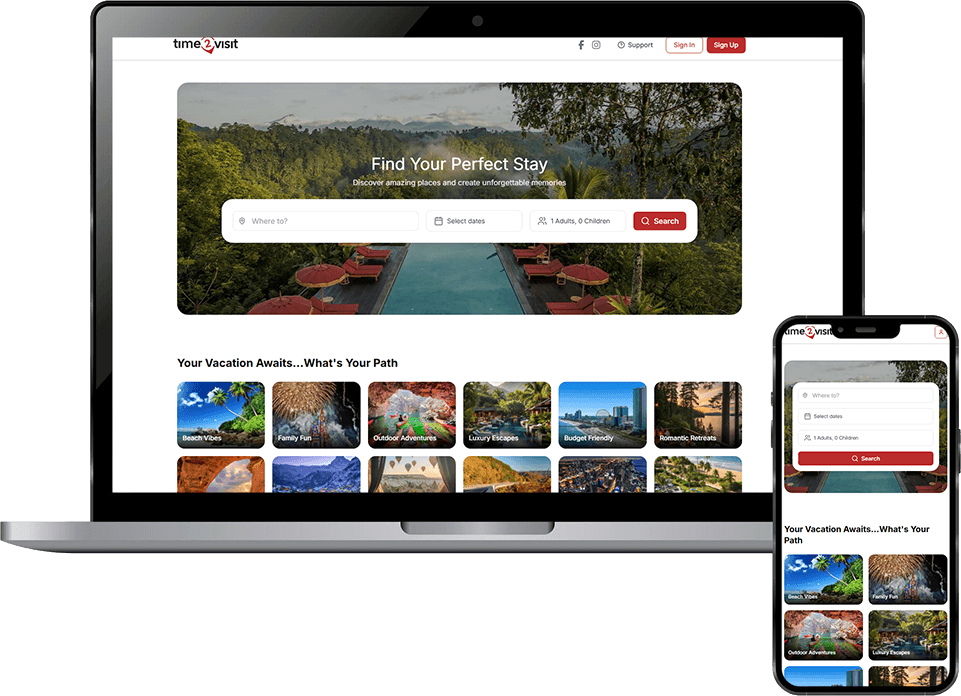 time2visit
Support
Sign In
Sign Up
Find Your Perfect Stay
Discover amazing places and create unforgettable memories
Where to?
Select dates
1 Adults, 0 Children
Search
Your Vacation Awaits...What's Your Path
Beach Vibes
Family Fun
Outdoor Adventures
Luxury Escapes
Budget Friendly
Romantic Retreats
time2visit
Where to?
Select dates
1 Adults, 0 Children
Search
Your Vacation Awaits...What's Your
Path
Beach Vibes
Family Fun
Outdoor Adventures
Luxury Escapes